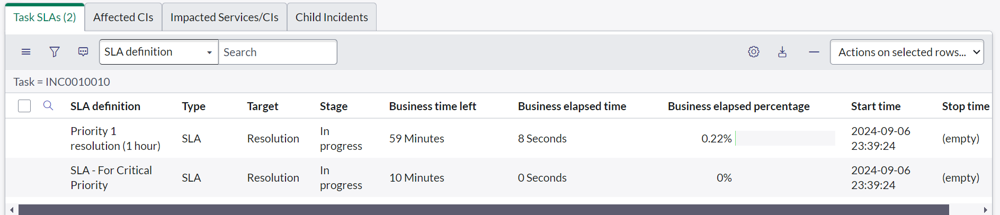 Task SLAs (2) Affected CIs Impacted Services/CIs Child Incidents
SLA definition Search Actions on selected rows...
Task = INC0010010
SLA definition Type Target Stage Business time left Business elapsed time Business elapsed percentage Start time Stop time
Priority 1
resolution (1 hour)
SLA
Resolution
In
progress
59 Minutes
8 Seconds
0.22%
2024-09-06
23:39:24
(empty)
SLA - For Critical
Priority
SLA
Resolution
In
progress
10 Minutes
0 Seconds
0%
2024-09-06
23:39:24
(empty)